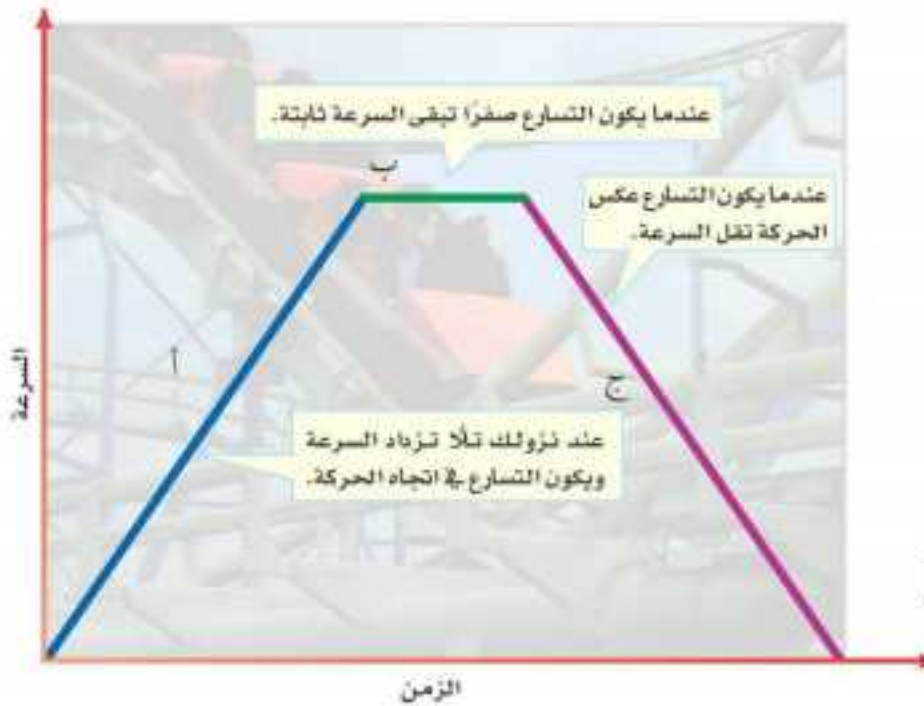 عندما يكون التسارع صفرًا تبقى السرعة ثابتة.
ب
عندما يكون التسارع عكس
الحركة تقل السرعة.
أ
ج
عند نزولك تلًا تزداد السرعة
ويكون التسارع في اتجاه الحركة.
السرعة
الزمن